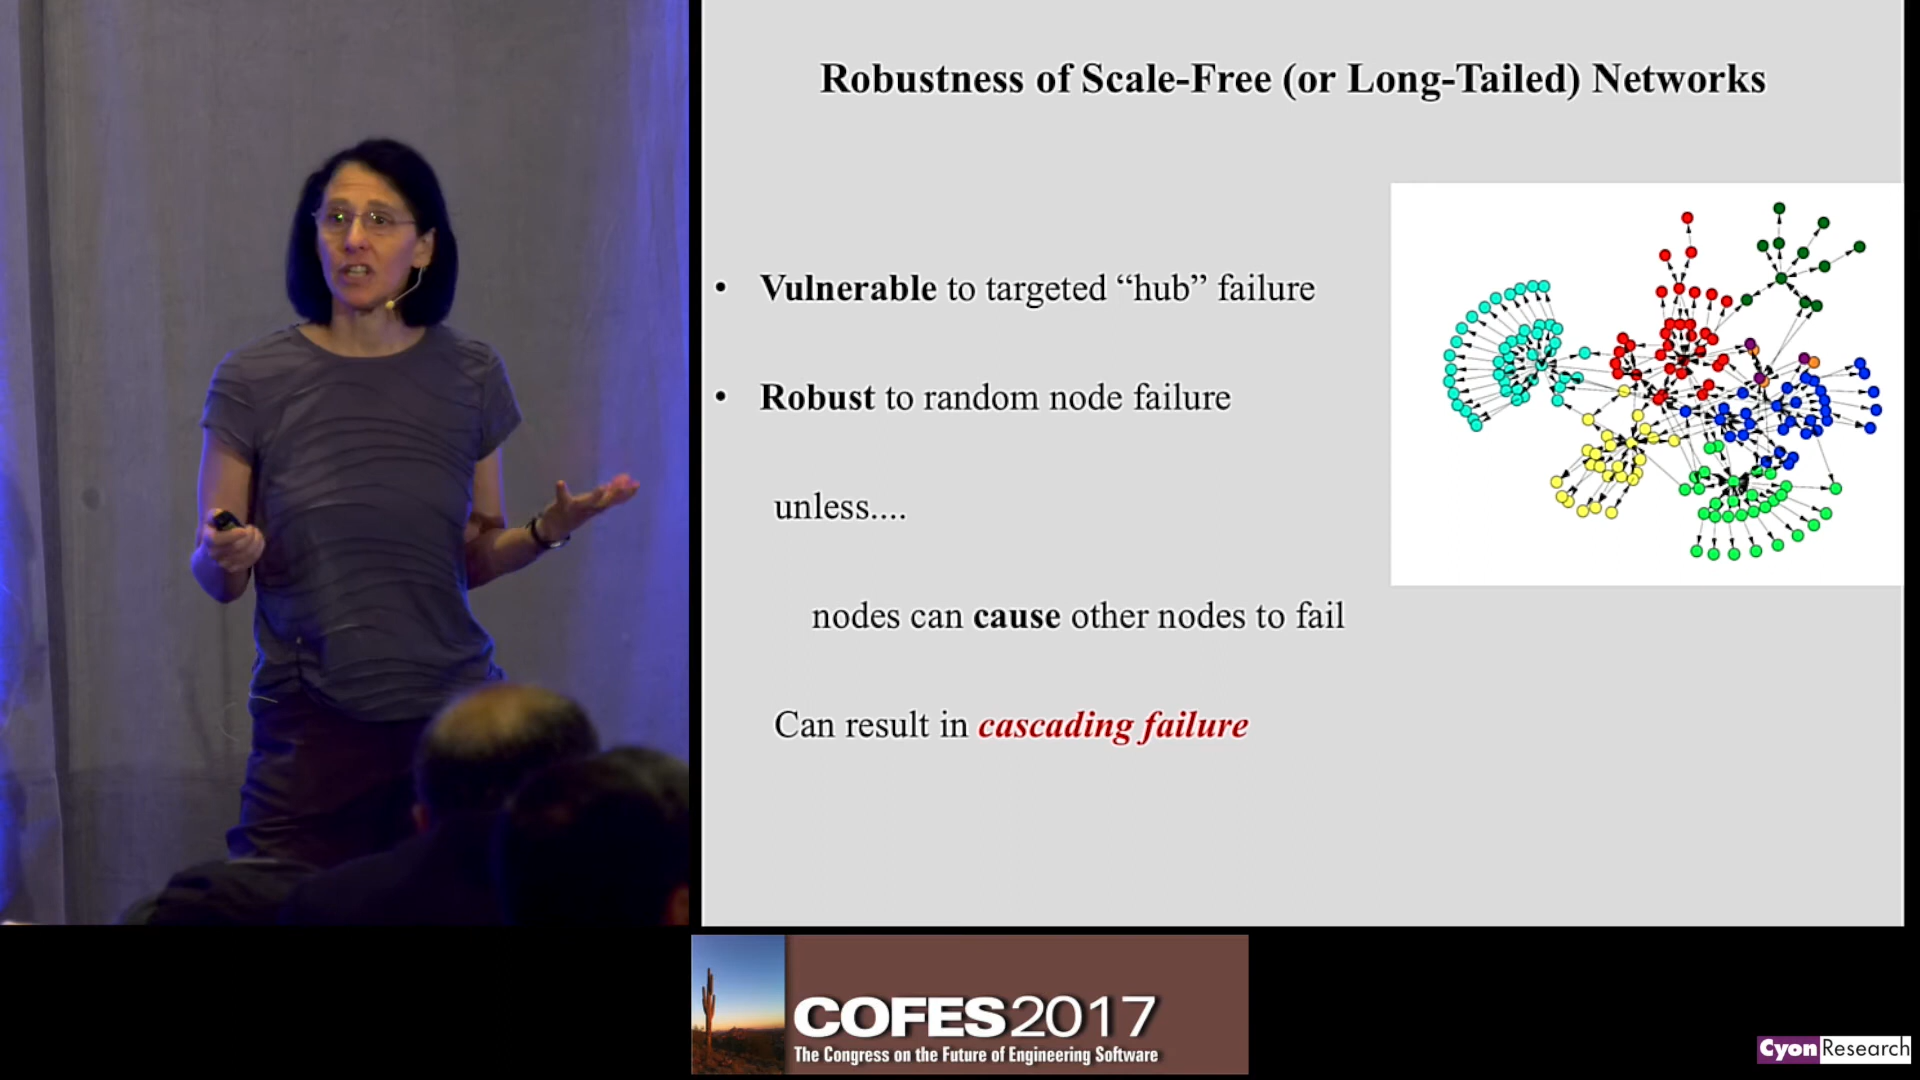 Robustness of Scale-Free (or Long-Tailed) Networks
• Vulnerable to targeted “hub” failure
• Robust to random node failure
unless....
nodes can cause other nodes to fail
Can result in cascading failure
COFES2017
The Congress on the Future of Engineering Software
CyonResearch